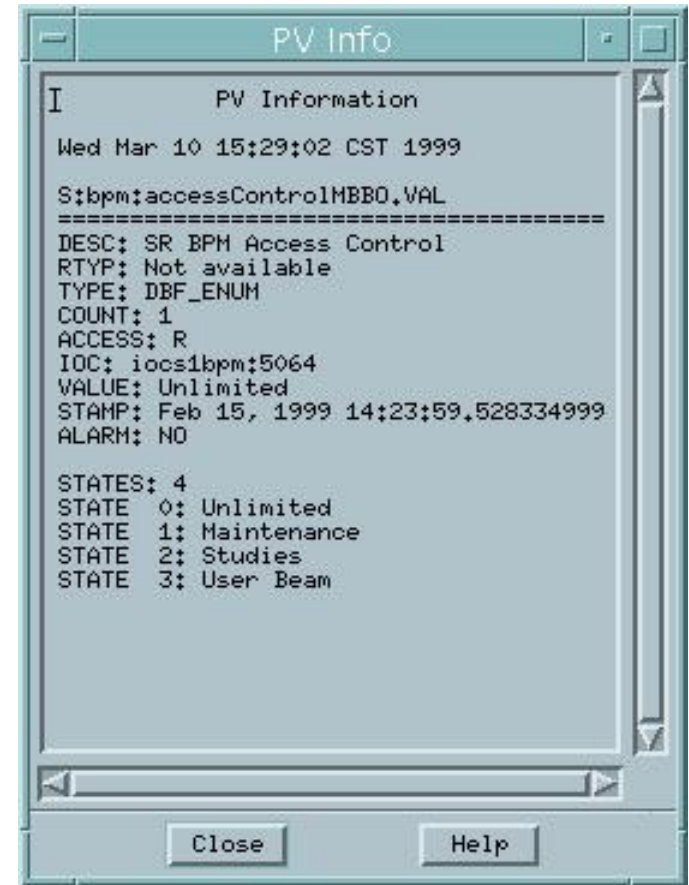 PV Info
PV Information
Wed Mar 10 15:29:02 CST 1999
S:bpm:accessControlMBBO.VAL
======================================
DESC: SR BPM Access Control
RTYP: Not available
TYPE: DBF_ENUM
COUNT: 1
ACCESS: R
IOC: iocs1bpm:5064
VALUE: Unlimited
STAMP: Feb 15, 1999 14:23:59.528334999
ALARM: NO
STATES: 4
STATE  0: Unlimited
STATE  1: Maintenance
STATE  2: Studies
STATE  3: User Beam
Close Help